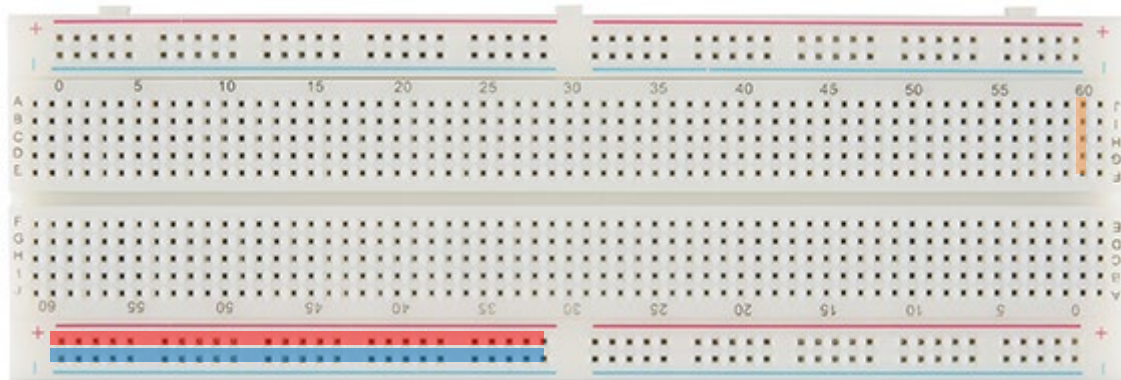 + +
- -
0 5 10 15 20 25 30 35 40 45 50 55 60
A J
B I
C H
D G
E F
F E
G D
H C
I B
J A
60 55 50 45 40 35 30 25 20 15 10 5 0
+ +
- -